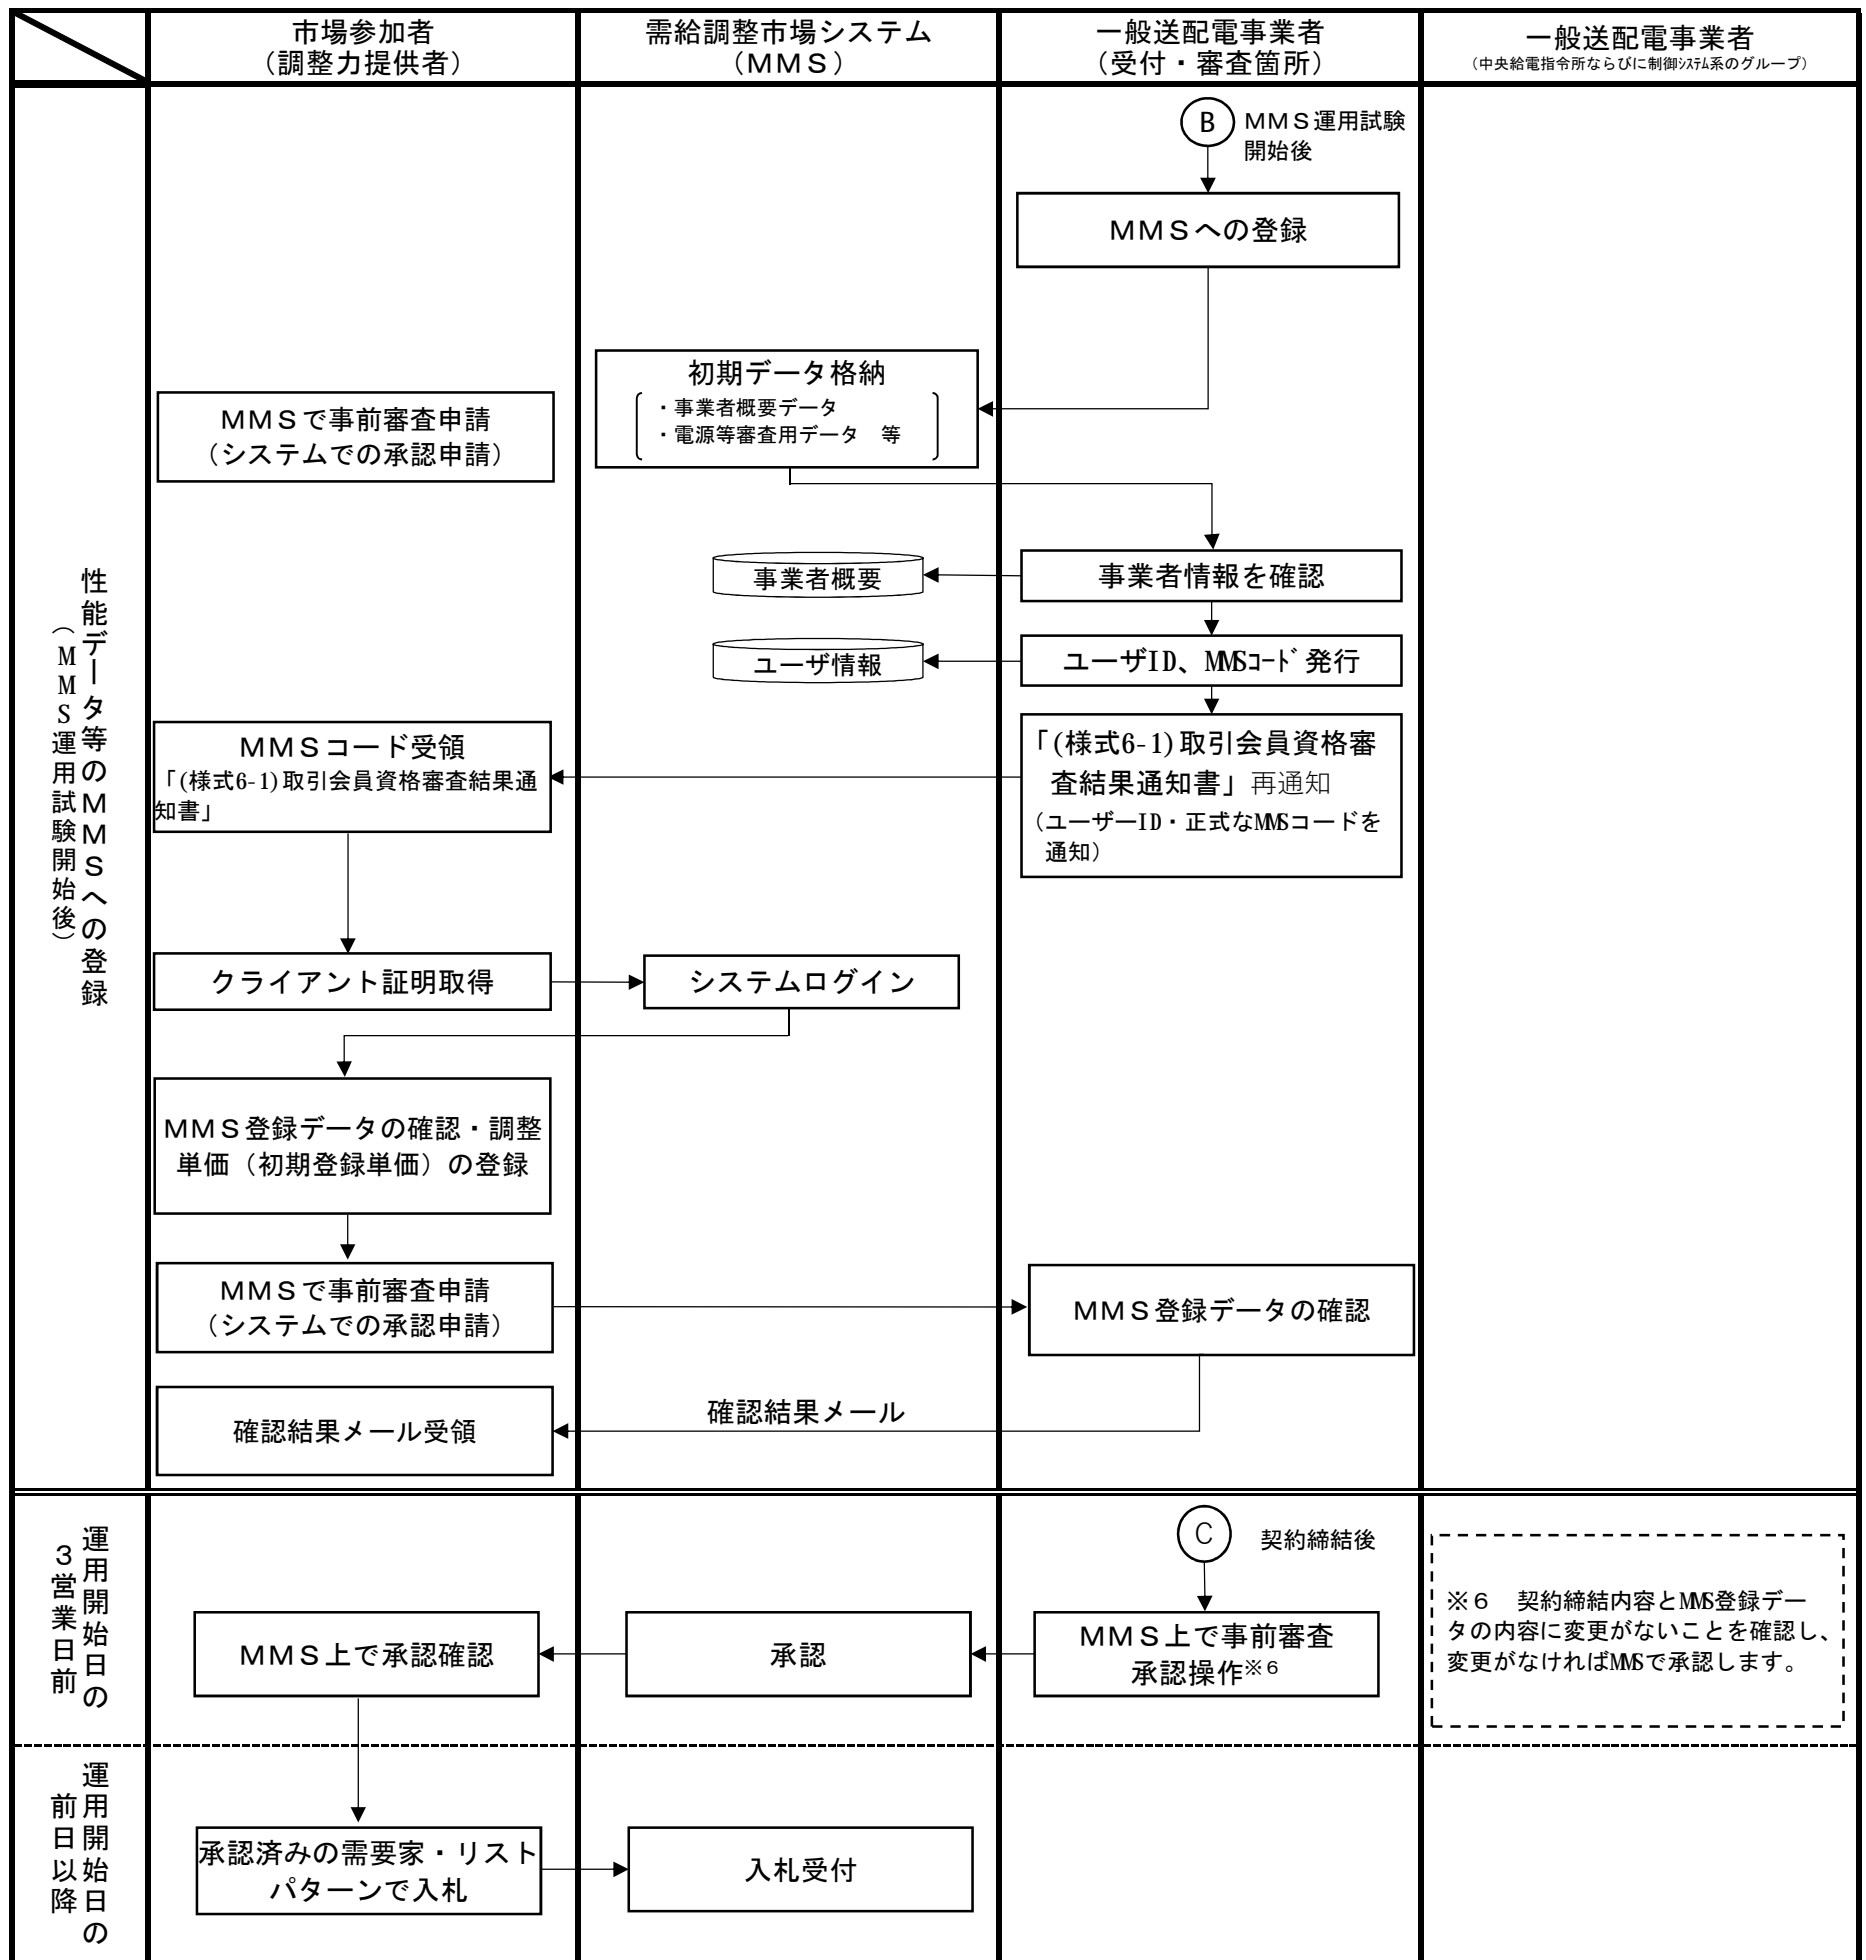 市場参加者
（調整力提供者）
需給調整市場システム
（ＭＭＳ）
一般送配電事業者
（受付・審査箇所）
一般送配電事業者
（中央給電指令所ならびに制御ｼｽﾃﾑ系のグループ）
性能データ等のＭＭＳへの登録
（ＭＭＳ運用試験開始後）
B
ＭＭＳ運用試験
開始後
ＭＭＳへの登録
初期データ格納
・事業者概要データ
・電源等審査用データ　等
ＭＭＳで事前審査申請
（システムでの承認申請）
事業者概要
事業者情報を確認
ユーザ情報
ユーザID、MMSｺｰﾄﾞ発行
ＭＭＳコード受領
「(様式6-1)取引会員資格審査結果通
知書」
「(様式6-1)取引会員資格審
査結果通知書」再通知
（ユーザーID・正式なMMSコードを
通知）
クライアント証明取得
システムログイン
ＭＭＳ登録データの確認・調整
単価（初期登録単価）の登録
ＭＭＳで事前審査申請
（システムでの承認申請）
ＭＭＳ登録データの確認
確認結果メール
確認結果メール受領
運用開始日の
３営業日前
C
契約締結後
ＭＭＳ上で承認確認
承認
ＭＭＳ上で事前審査
承認操作※６
※６　契約締結内容とMMS登録デー
タの内容に変更がないことを確認し、
変更がなければMMSで承認します。
運用開始日の
前日以降
承認済みの需要家・リスト
パターンで入札
入札受付